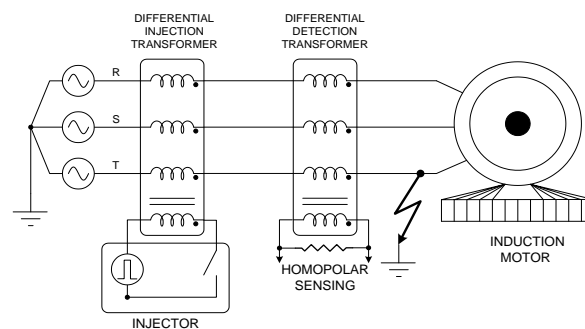 DIFFERENTIAL
INJECTION
TRANSFORMER
DIFFERENTIAL
DETECTION
TRANSFORMER
R
S
T
HOMOPOLAR
SENSING
INDUCTION
MOTOR
INJECTOR